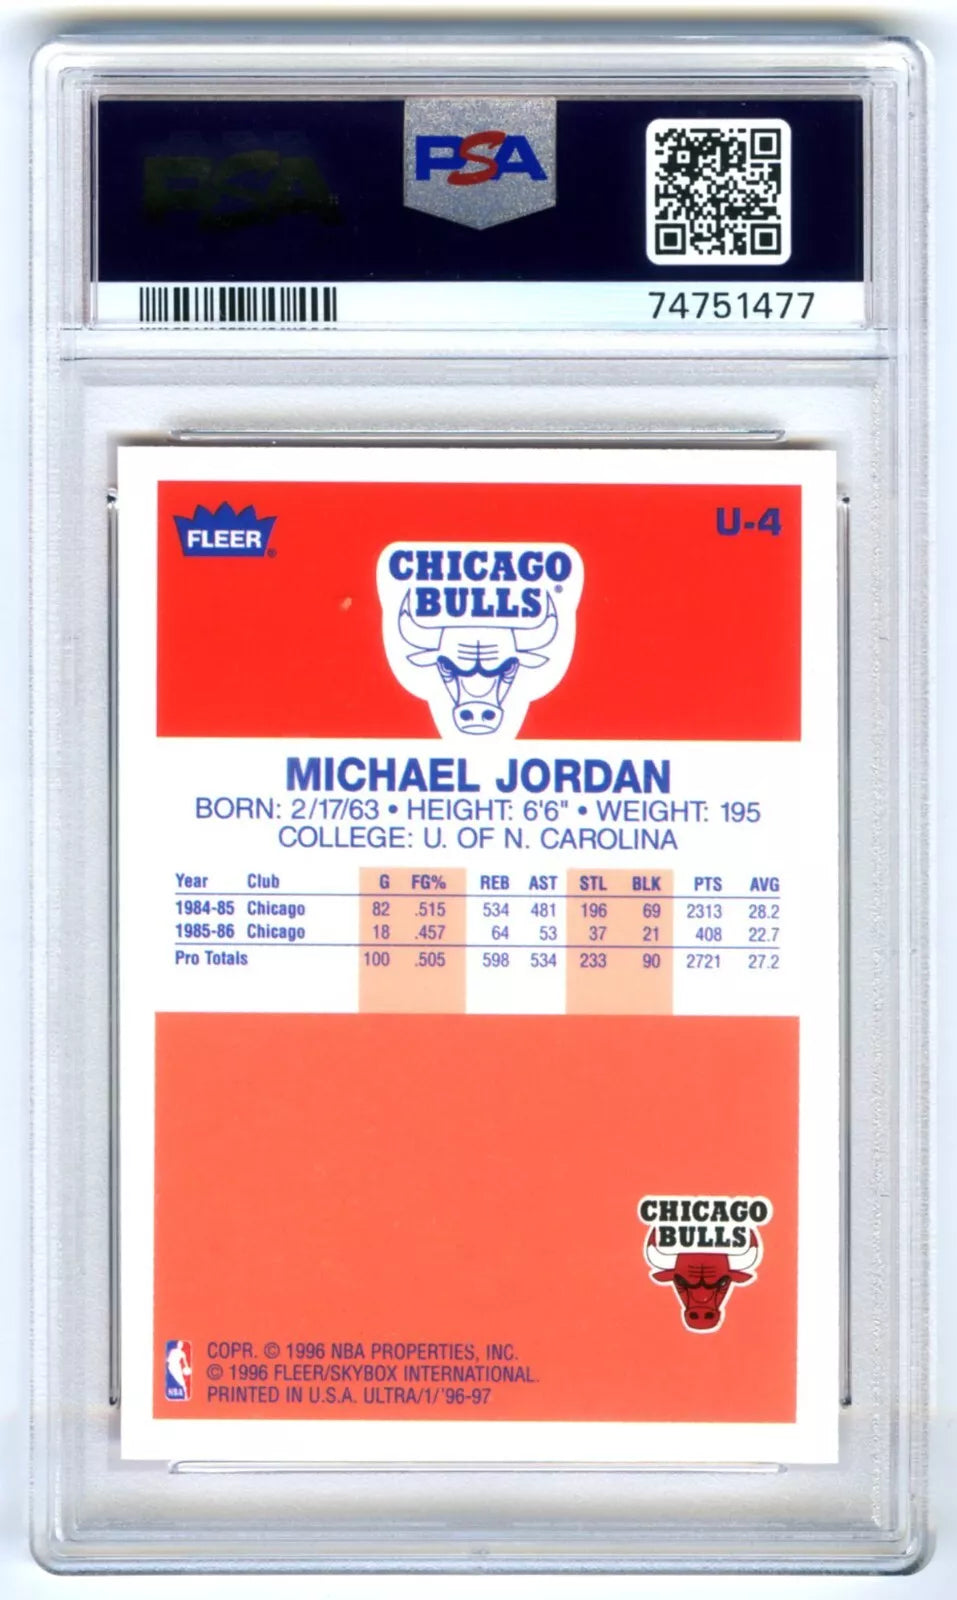 PSA
PSA
74751477
FLEER®
U-4
CHICAGO
BULLS®
MICHAEL JORDAN
BORN: 2/17/63 • HEIGHT: 6'6" • WEIGHT: 195
COLLEGE: U. OF N. CAROLINA
Year Club G FG% REB AST STL BLK PTS AVG
1984-85 Chicago 82 .515 534 481 196 69 2313 28.2
1985-86 Chicago 18 .457 64 53 37 21 408 22.7
Pro Totals 100 .505 598 534 233 90 2721 27.2
CHICAGO
BULLS
NBA
COPR. © 1996 NBA PROPERTIES, INC.
© 1996 FLEER/SKYBOX INTERNATIONAL.
PRINTED IN U.S.A. ULTRA/1/'96-97